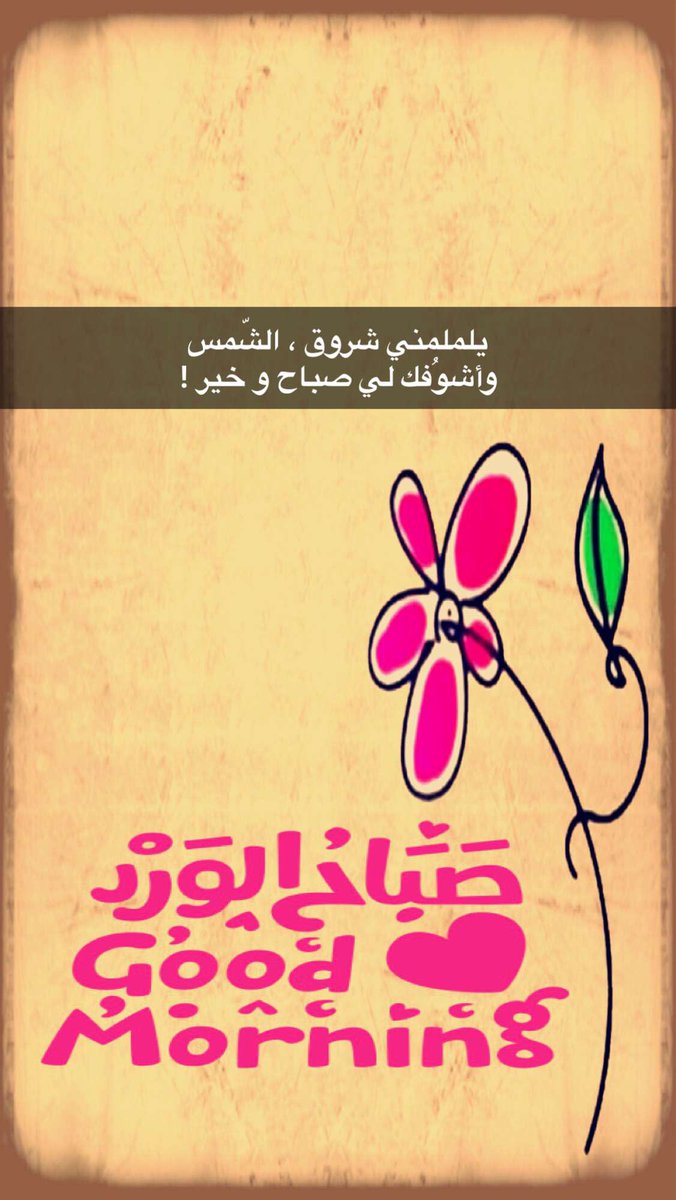 يلملمني شروق ، الشّمس
وأشوُفك لي صباح و خير !
صَبَاحُ الوَرْد
Good
Morning